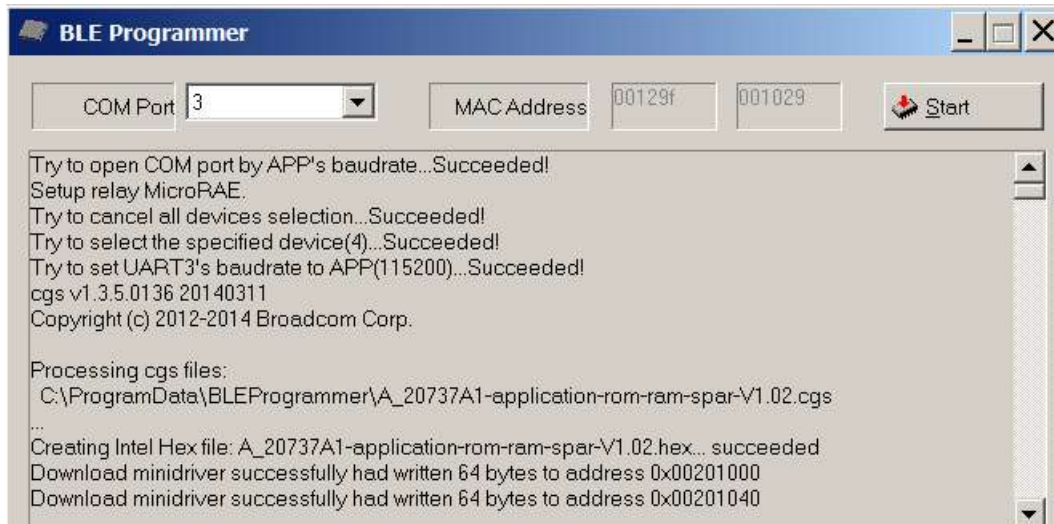 BLE Programmer
COM Port 3 MAC Address 00129f 001029 Start
Try to open COM port by APP's baudrate...Succeeded!
Setup relay MicroRAE.
Try to cancel all devices selection...Succeeded!
Try to select the specified device(4)...Succeeded!
Try to set UART3's baudrate to APP(115200)...Succeeded!
cgs v1.3.5.0136 20140311
Copyright (c) 2012-2014 Broadcom Corp.
Processing cgs files:
C:\ProgramData\BLEProgrammer\A_20737A1-application-rom-ram-spar-V1.02.cgs
...
Creating Intel Hex file: A_20737A1-application-rom-ram-spar-V1.02.hex... succeeded
Download minidriver successfully had written 64 bytes to address 0x00201000
Download minidriver successfully had written 64 bytes to address 0x00201040